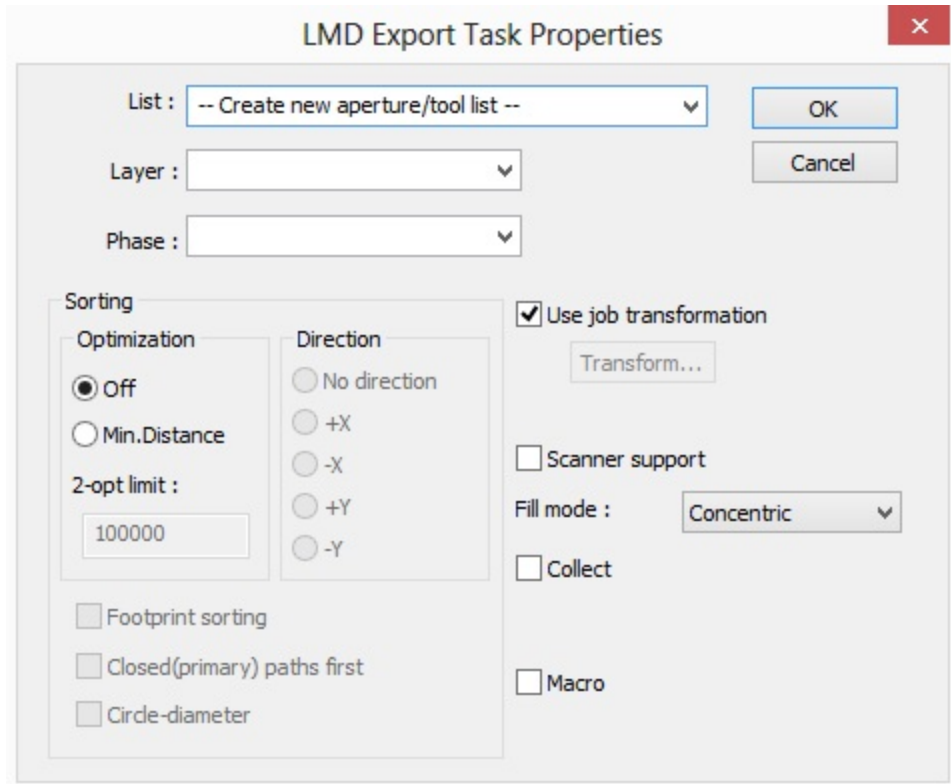 LMD Export Task Properties
List : -- Create new aperture/tool list --
OK
Layer :
Cancel
Phase :
Sorting
Optimization
Off
Min.Distance
2-opt limit :
100000
Direction
No direction
+X
-X
+Y
-Y
Footprint sorting
Closed(primary) paths first
Circle-diameter
Use job transformation
Transform...
Scanner support
Fill mode : Concentric
Collect
Macro